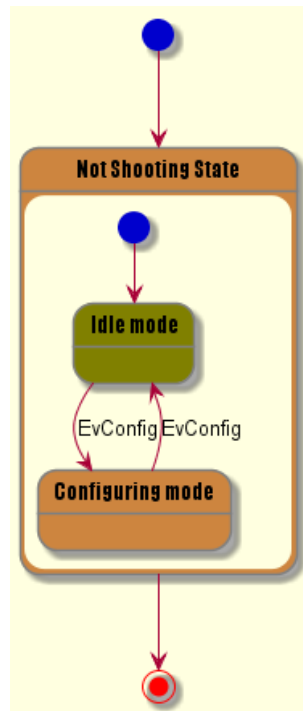 Not Shooting State
Idle mode
EvConfig EvConfig
Configuring mode